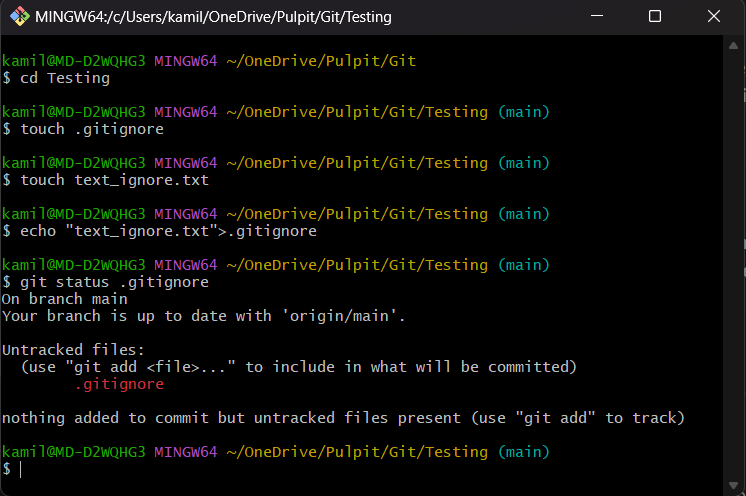 MINGW64:/c/Users/kamil/OneDrive/Pulpit/Git/Testing
kamil@MD-D2WQHG3 MINGW64 ~/OneDrive/Pulpit/Git
$ cd Testing
kamil@MD-D2WQHG3 MINGW64 ~/OneDrive/Pulpit/Git/Testing (main)
$ touch .gitignore
kamil@MD-D2WQHG3 MINGW64 ~/OneDrive/Pulpit/Git/Testing (main)
$ touch text_ignore.txt
kamil@MD-D2WQHG3 MINGW64 ~/OneDrive/Pulpit/Git/Testing (main)
$ echo "text_ignore.txt">.gitignore
kamil@MD-D2WQHG3 MINGW64 ~/OneDrive/Pulpit/Git/Testing (main)
$ git status .gitignore
On branch main
Your branch is up to date with 'origin/main'.
Untracked files:
(use "git add <file>..." to include in what will be committed)
.gitignore
nothing added to commit but untracked files present (use "git add" to track)
kamil@MD-D2WQHG3 MINGW64 ~/OneDrive/Pulpit/Git/Testing (main)
$